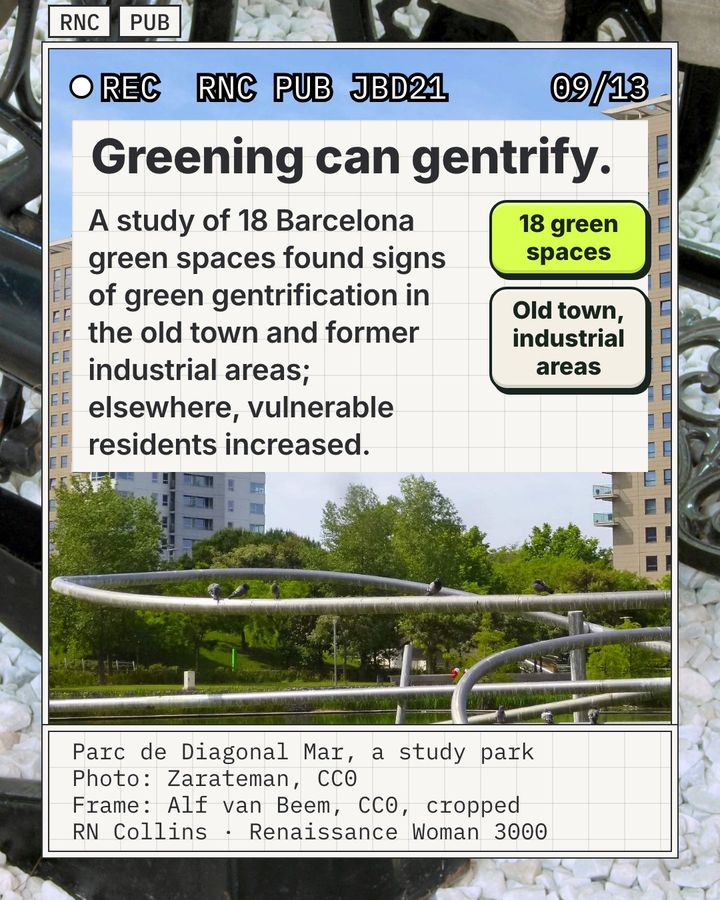 RNC PUB
REC RNC PUB JBD21 09/13
Greening can gentrify.
A study of 18 Barcelona
green spaces found signs
of green gentrification in
the old town and former
industrial areas;
elsewhere, vulnerable
residents increased.
18 green
spaces
Old town,
industrial
areas
Parc de Diagonal Mar, a study park
Photo: Zarateman, CC0
Frame: Alf van Beem, CC0, cropped
RN Collins · Renaissance Woman 3000